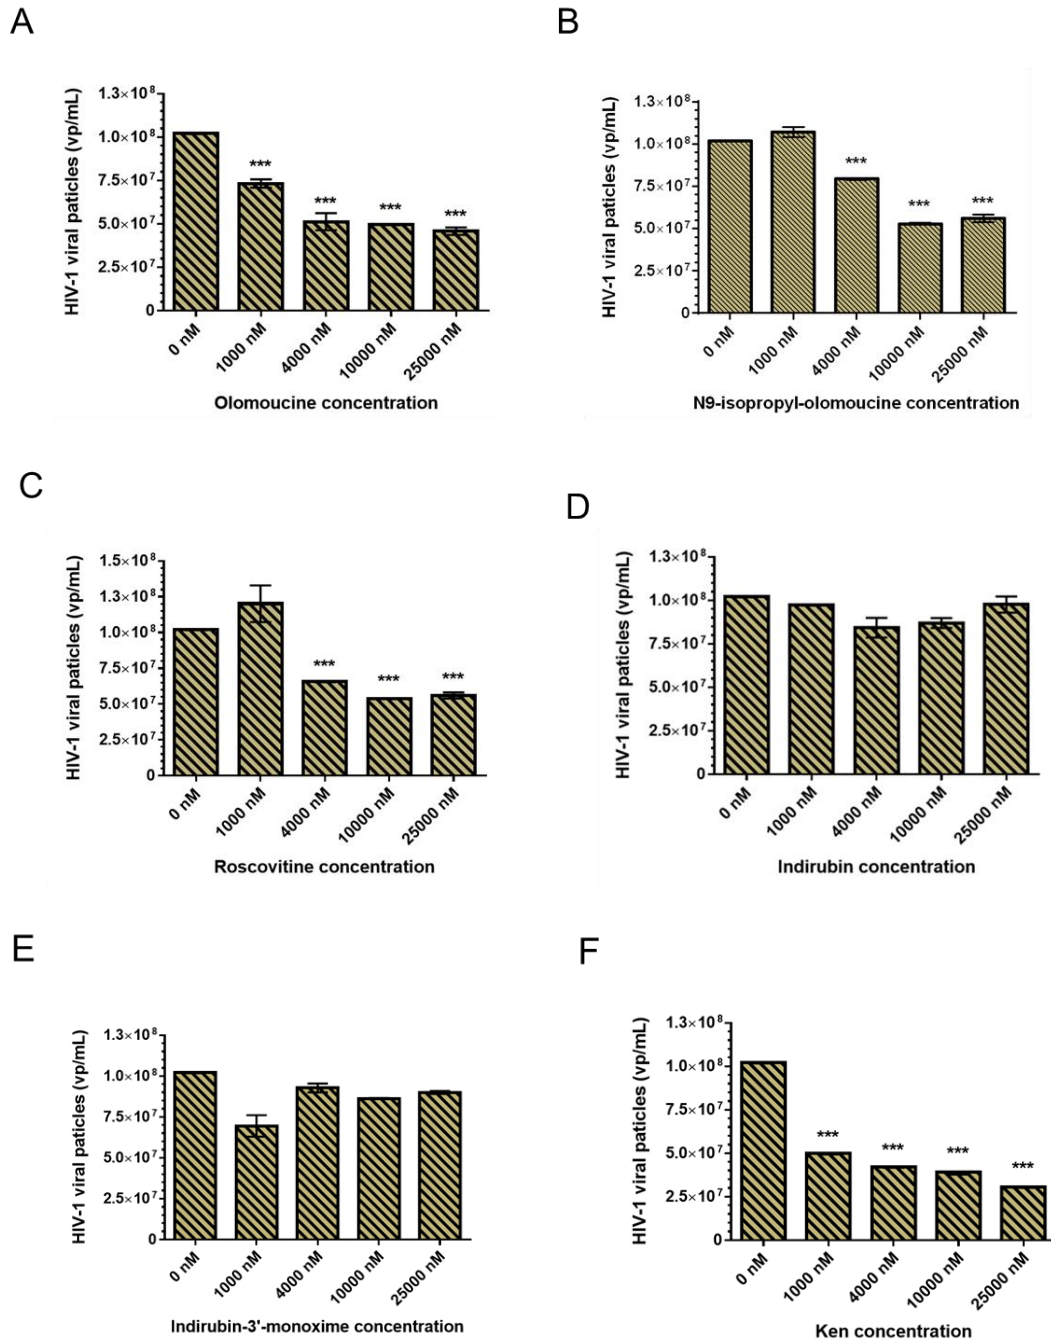 A
HIV-1 viral paticles (vp/mL)
1.3×10⁸
1.0×10⁸
7.5×10⁷
5.0×10⁷
2.5×10⁷
0
***
***
***
***
0 nM
1000 nM
4000 nM
10000 nM
25000 nM
Olomoucine concentration
B
HIV-1 viral paticles (vp/mL)
1.3×10⁸
1.0×10⁸
7.5×10⁷
5.0×10⁷
2.5×10⁷
0
***
***
***
0 nM
1000 nM
4000 nM
10000 nM
25000 nM
N9-isopropyl-olomoucine concentration
C
HIV-1 viral paticles (vp/mL)
1.5×10⁸
1.3×10⁸
1.0×10⁸
7.5×10⁷
5.0×10⁷
2.5×10⁷
0
***
***
***
0 nM
1000 nM
4000 nM
10000 nM
25000 nM
Roscovitine concentration
D
HIV-1 viral paticles (vp/mL)
1.3×10⁸
1.0×10⁸
7.5×10⁷
5.0×10⁷
2.5×10⁷
0
0 nM
1000 nM
4000 nM
10000 nM
25000 nM
Indirubin concentration
E
HIV-1 viral paticles (vp/mL)
1.3×10⁸
1.0×10⁸
7.5×10⁷
5.0×10⁷
2.5×10⁷
0
0 nM
1000 nM
4000 nM
10000 nM
25000 nM
Indirubin-3'-monoxime concentration
F
HIV-1 viral paticles (vp/mL)
1.3×10⁸
1.0×10⁸
7.5×10⁷
5.0×10⁷
2.5×10⁷
0
***
***
***
***
0 nM
1000 nM
4000 nM
10000 nM
25000 nM
Ken concentration